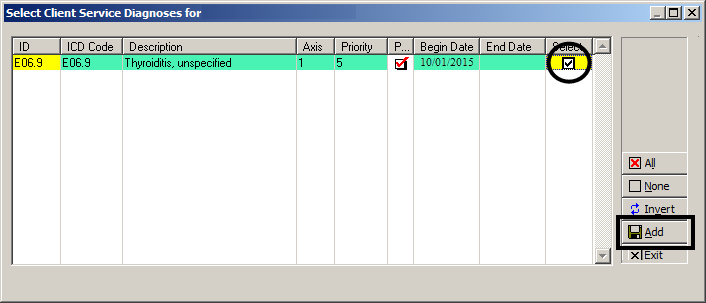 Select Client Service Diagnoses for
ID ICD Code Description Axis Priority P... Begin Date End Date Select
E06.9 E06.9 Thyroiditis, unspecified 1 5 10/01/2015
All
None
Invert
Add
Exit